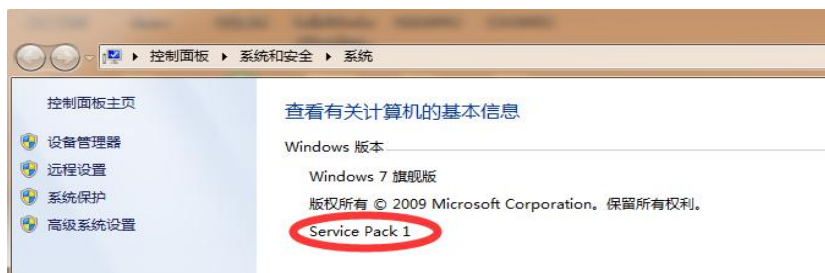 控制面板 ▸ 系统和安全 ▸ 系统
控制面板主页
设备管理器
远程设置
系统保护
高级系统设置
查看有关计算机的基本信息
Windows 版本
Windows 7 旗舰版
版权所有 © 2009 Microsoft Corporation。保留所有权利。
Service Pack 1